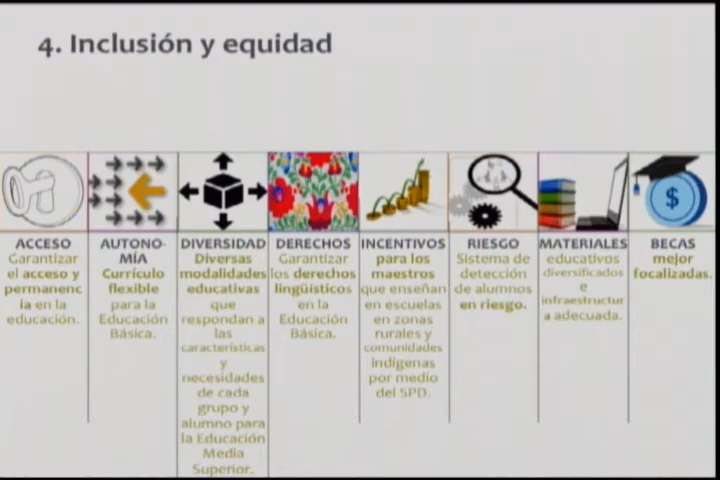 4. Inclusión y equidad
ACCESO
Garantizar
el acceso y
permanenc
ia en la
educación.
AUTONO-
MÍA
Currículo
flexible
para la
Educación
Básica.
DIVERSIDAD
Diversas
modalidades
educativas
que
respondan a
las
características
y
necesidades
de cada
grupo y
alumno para
la Educación
Media
Superior.
DERECHOS
Garantizar
los derechos
lingüísticos
en la
Educación
Básica.
INCENTIVOS
para los
maestros
que enseñan
en escuelas
en zonas
rurales y
comunidades
indígenas
por medio
del SPD.
RIESGO
Sistema de
detección
de alumnos
en riesgo.
MATERIALES
educativos
diversificados
e
infraestructur
a adecuada.
$
BECAS
mejor
focalizadas.